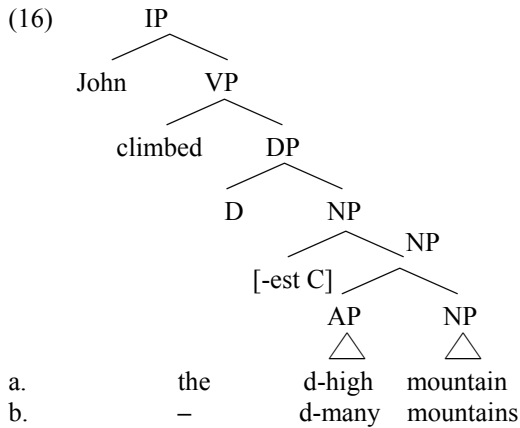 (16) IP
John VP
climbed DP
D NP
[-est C] NP
AP NP
a. the d-high mountain
b. – d-many mountains